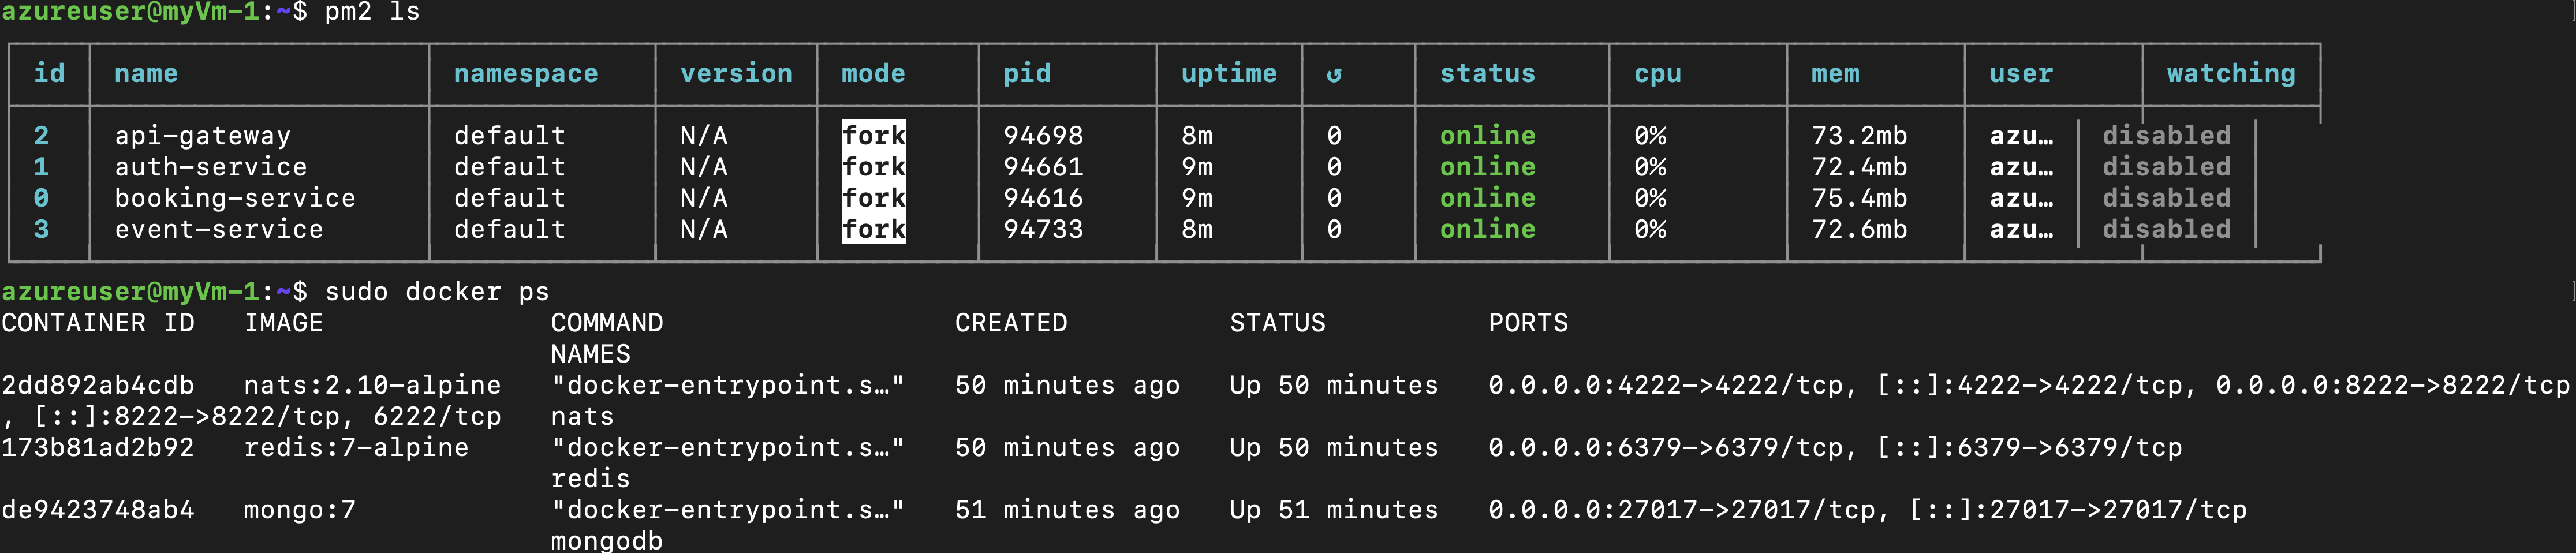 azureuser@myVm-1:~$ pm2 ls
id name namespace version mode pid uptime ↺ status cpu mem user watching
2 api-gateway default N/A fork 94698 8m 0 online 0% 73.2mb azu… disabled
1 auth-service default N/A fork 94661 9m 0 online 0% 72.4mb azu… disabled
0 booking-service default N/A fork 94616 9m 0 online 0% 75.4mb azu… disabled
3 event-service default N/A fork 94733 8m 0 online 0% 72.6mb azu… disabled
azureuser@myVm-1:~$ sudo docker ps
CONTAINER ID IMAGE COMMAND CREATED STATUS PORTS
NAMES
2dd892ab4cdb nats:2.10-alpine "docker-entrypoint.s…" 50 minutes ago Up 50 minutes 0.0.0.0:4222->4222/tcp, [::]:4222->4222/tcp, 0.0.0.0:8222->8222/tcp
, [::]:8222->8222/tcp, 6222/tcp nats
173b81ad2b92 redis:7-alpine "docker-entrypoint.s…" 50 minutes ago Up 50 minutes 0.0.0.0:6379->6379/tcp, [::]:6379->6379/tcp
redis
de9423748ab4 mongo:7 "docker-entrypoint.s…" 51 minutes ago Up 51 minutes 0.0.0.0:27017->27017/tcp, [::]:27017->27017/tcp
mongodb